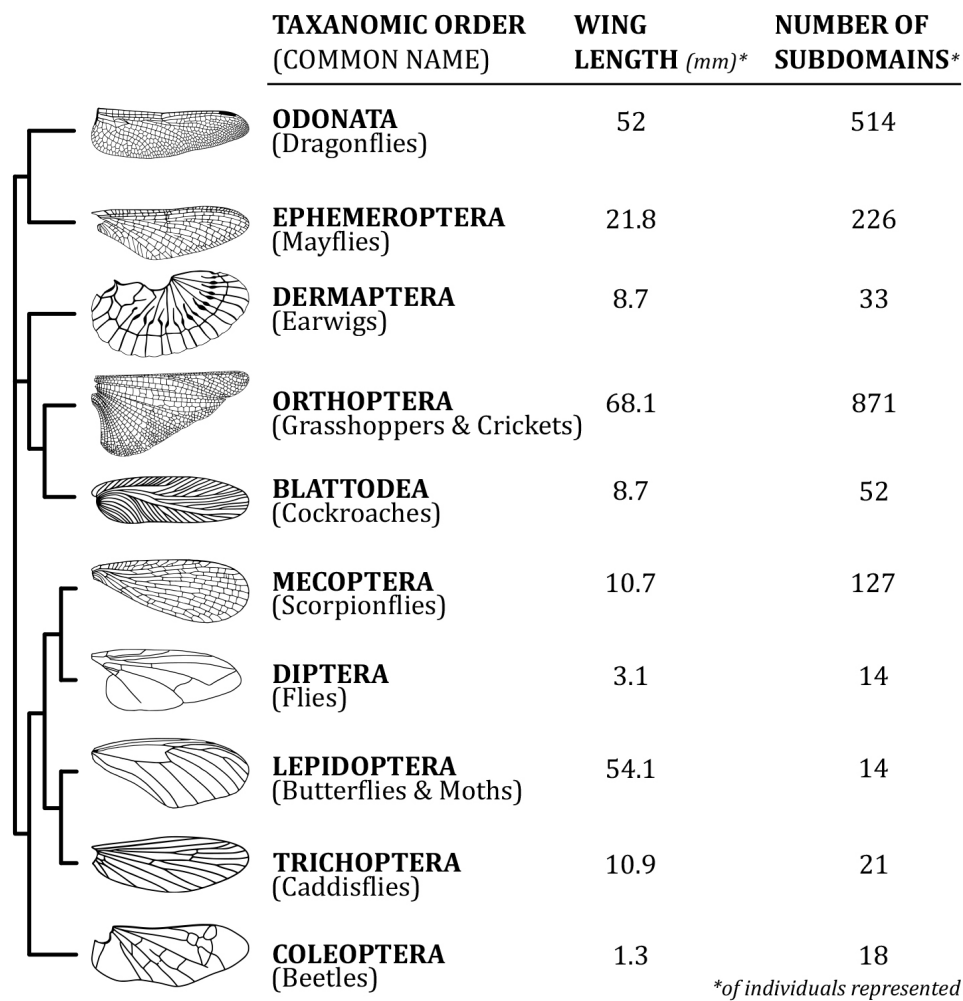 TAXANOMIC ORDER WING NUMBER OF
(COMMON NAME) LENGTH (mm)* SUBDOMAINS*
ODONATA 52 514
(Dragonflies)
EPHEMEROPTERA 21.8 226
(Mayflies)
DERMAPTERA 8.7 33
(Earwigs)
ORTHOPTERA 68.1 871
(Grasshoppers & Crickets)
BLATTODEA 8.7 52
(Cockroaches)
MECOPTERA 10.7 127
(Scorpionflies)
DIPTERA 3.1 14
(Flies)
LEPIDOPTERA 54.1 14
(Butterflies & Moths)
TRICHOPTERA 10.9 21
(Caddisflies)
COLEOPTERA 1.3 18
(Beetles)
*of individuals represented